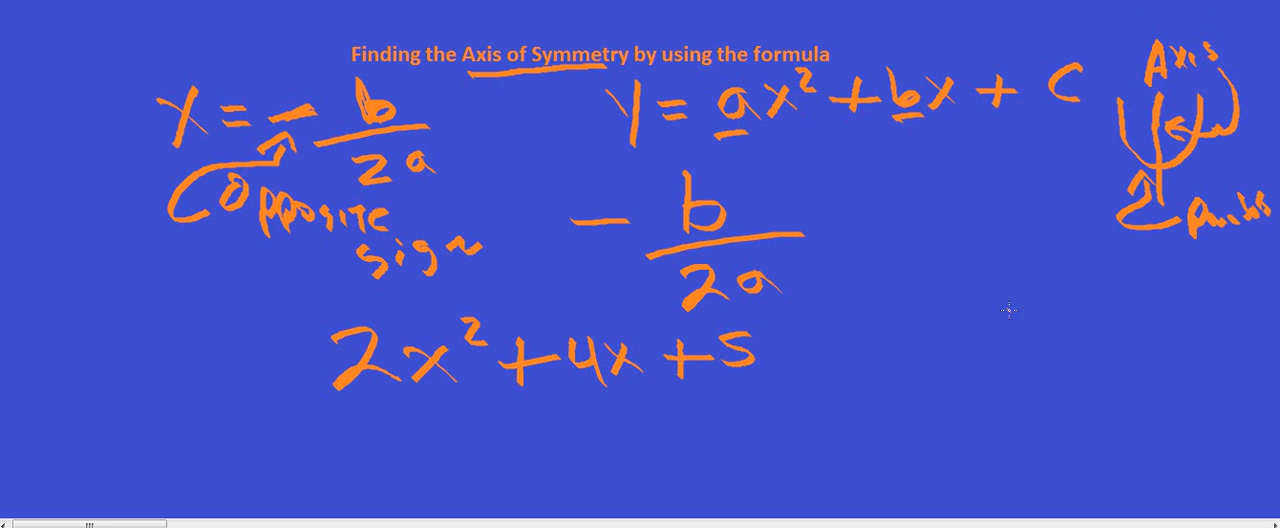 Finding the Axis of Symmetry by using the formula
x = - b/2a
y = ax² + bx + c
Axis
opposite
sign
- b/2a
2x² + 4x + 5